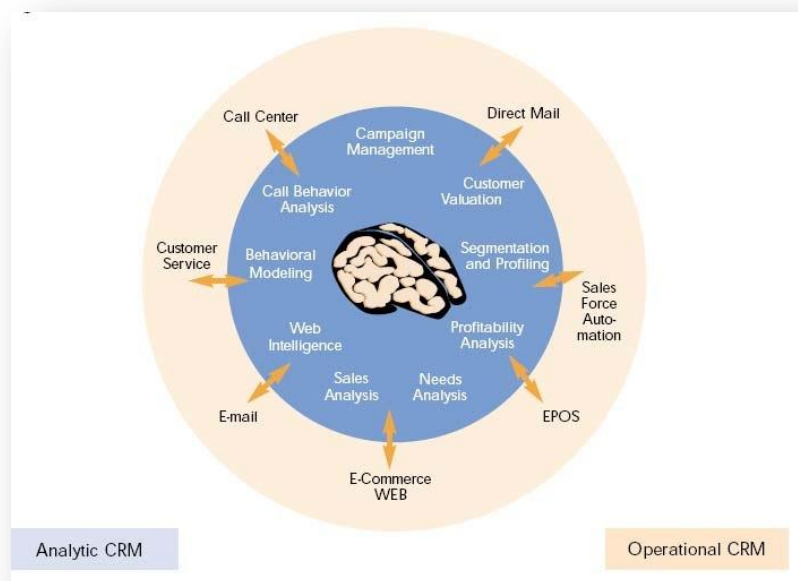 Call Center
Direct Mail
Campaign
Management
Call Behavior
Analysis
Customer
Valuation
Customer
Service
Behavioral
Modeling
Segmentation
and Profiling
Sales
Force
Auto-
mation
Web
Intelligence
Profitability
Analysis
Sales
Analysis
Needs
Analysis
E-mail
EPOS
E-Commerce
WEB
Analytic CRM
Operational CRM